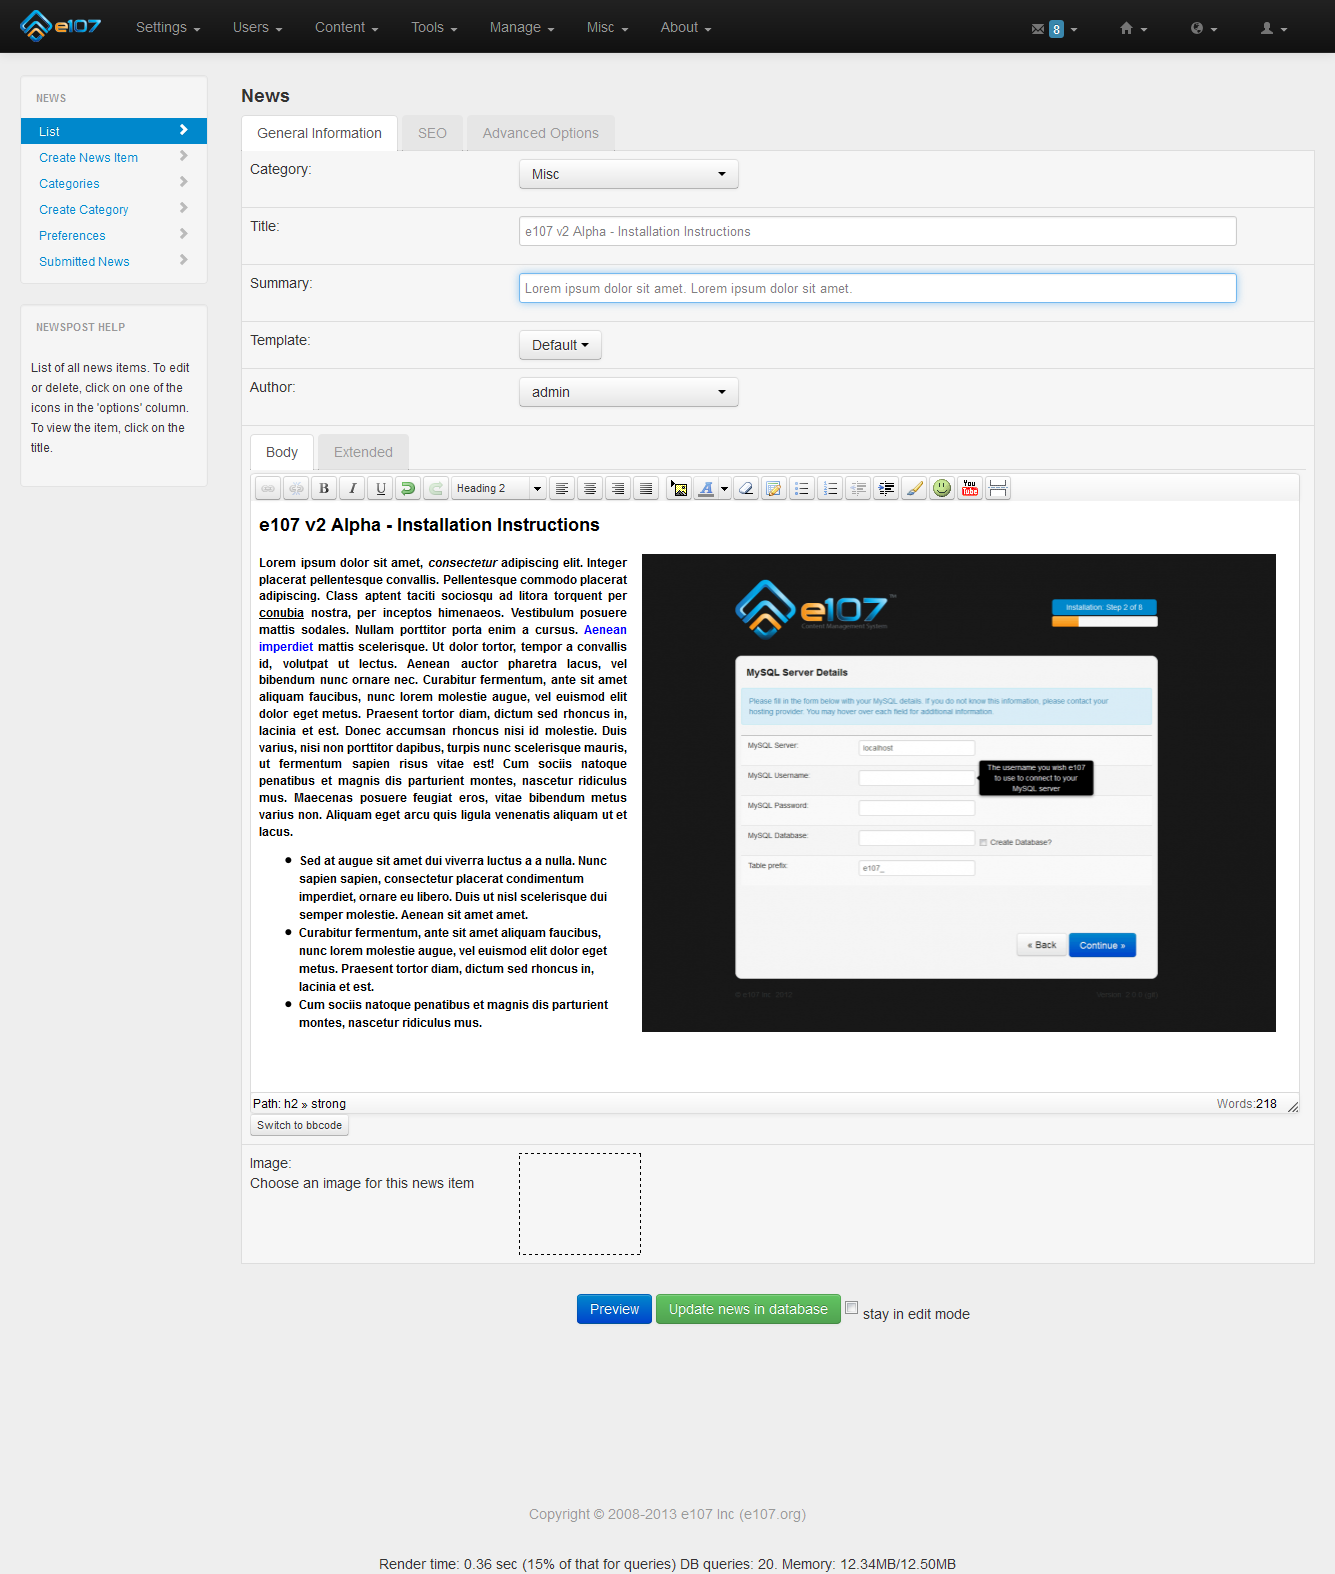 e107 Settings Users Content Tools Manage Misc About 8
NEWS
List
Create News Item
Categories
Create Category
Preferences
Submitted News
NEWSPOST HELP
List of all news items. To edit
or delete, click on one of the
icons in the 'options' column.
To view the item, click on the
title.
News
General Information SEO Advanced Options
Category: Misc
Title: e107 v2 Alpha - Installation Instructions
Summary: Lorem ipsum dolor sit amet. Lorem ipsum dolor sit amet.
Template: Default
Author: admin
Body Extended
B I U Heading 2 A You Tube
e107 v2 Alpha - Installation Instructions
Lorem ipsum dolor sit amet, consectetur adipiscing elit. Integer
placerat pellentesque convallis. Pellentesque commodo placerat
adipiscing. Class aptent taciti sociosqu ad litora torquent per
conubia nostra, per inceptos himenaeos. Vestibulum posuere
mattis sodales. Nullam porttitor porta enim a cursus. Aenean
imperdiet mattis scelerisque. Ut dolor tortor, tempor a convallis
id, volutpat ut lectus. Aenean auctor pharetra lacus, vel
bibendum nunc ornare nec. Curabitur fermentum, ante sit amet
aliquam faucibus, nunc lorem molestie augue, vel euismod elit
dolor eget metus. Praesent tortor diam, dictum sed rhoncus in,
lacinia et est. Donec accumsan rhoncus nisi id molestie. Duis
varius, nisi non porttitor dapibus, turpis nunc scelerisque mauris,
ut fermentum sapien risus vitae est! Cum sociis natoque
penatibus et magnis dis parturient montes, nascetur ridiculus
mus. Maecenas posuere feugiat eros, vitae bibendum metus
varius non. Aliquam eget arcu quis ligula venenatis aliquam ut et
lacus.
• Sed at augue sit amet dui viverra luctus a a nulla. Nunc
sapien sapien, consectetur placerat condimentum
imperdiet, ornare eu libero. Duis ut nisl scelerisque dui
semper molestie. Aenean sit amet amet.
• Curabitur fermentum, ante sit amet aliquam faucibus,
nunc lorem molestie augue, vel euismod elit dolor eget
metus. Praesent tortor diam, dictum sed rhoncus in,
lacinia et est.
• Cum sociis natoque penatibus et magnis dis parturient
montes, nascetur ridiculus mus.
e107 ™
Content Management System
Installation: Step 2 of 8
MySQL Server Details
Please fill in the form below with your MySQL details. If you do not know this information, please contact your
hosting provider. You may hover over each field for additional information.
MySQL Server: localhost
MySQL Username:
The username you wish e107
to use to connect to your
MySQL server
MySQL Password:
MySQL Database: Create Database?
Table prefix: e107_
« Back Continue »
© e107 Inc. 2012
Path: h2 » strong Words:218
Switch to bbcode
Image:
Choose an image for this news item
Preview Update news in database stay in edit mode
Copyright © 2008-2013 e107 Inc (e107.org)
Render time: 0.36 sec (15% of that for queries) DB queries: 20. Memory: 12.34MB/12.50MB